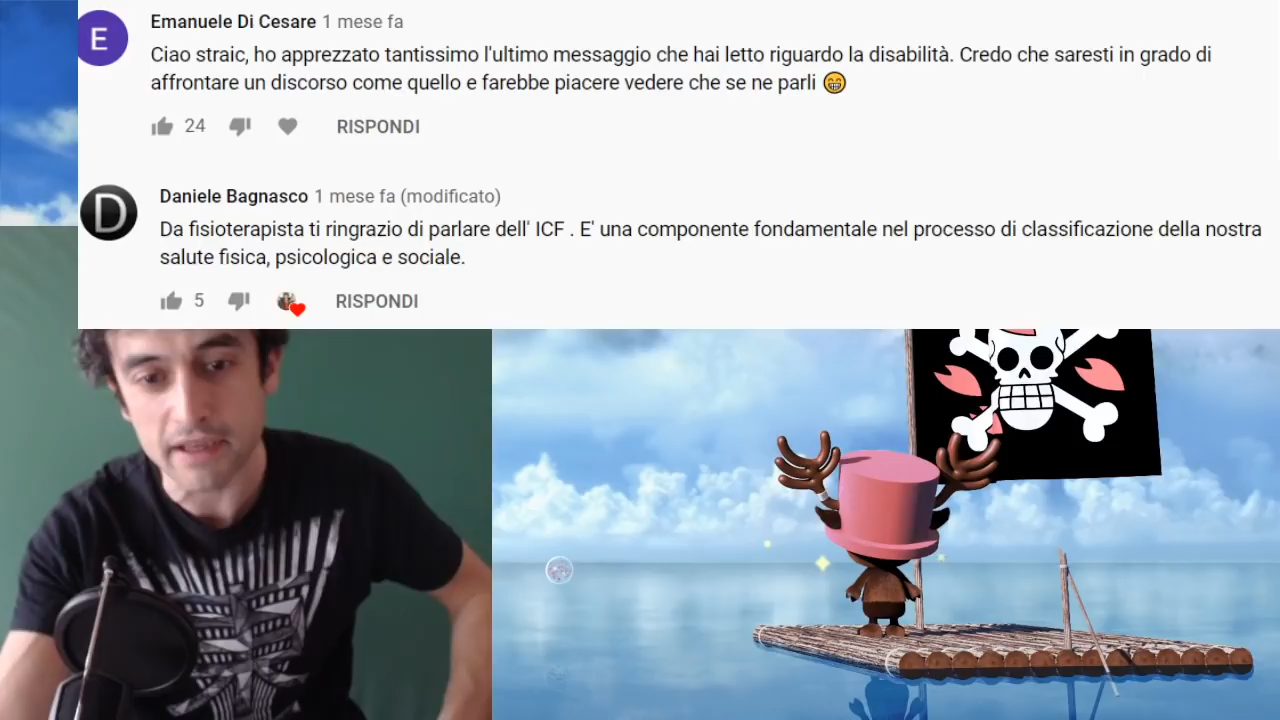 E
Emanuele Di Cesare 1 mese fa
Ciao straic, ho apprezzato tantissimo l'ultimo messaggio che hai letto riguardo la disabilità. Credo che saresti in grado di
affrontare un discorso come quello e farebbe piacere vedere che se ne parli 😁
24 RISPONDI
D
Daniele Bagnasco 1 mese fa (modificato)
Da fisioterapista ti ringrazio di parlare dell' ICF . E' una componente fondamentale nel processo di classificazione della nostra
salute fisica, psicologica e sociale.
5 RISPONDI